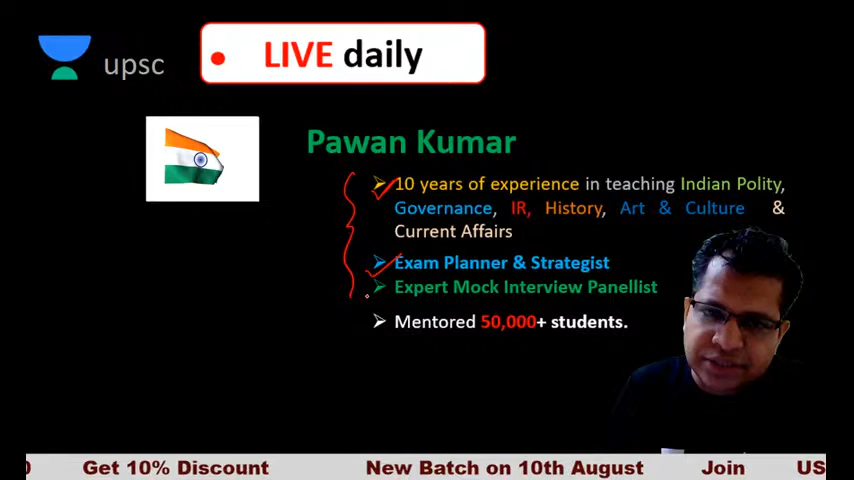 upsc
LIVE daily
Pawan Kumar
10 years of experience in teaching Indian Polity,
Governance, IR, History, Art & Culture &
Current Affairs
Exam Planner & Strategist
Expert Mock Interview Panellist
Mentored 50,000+ students.
0 Get 10% Discount New Batch on 10th August Join US